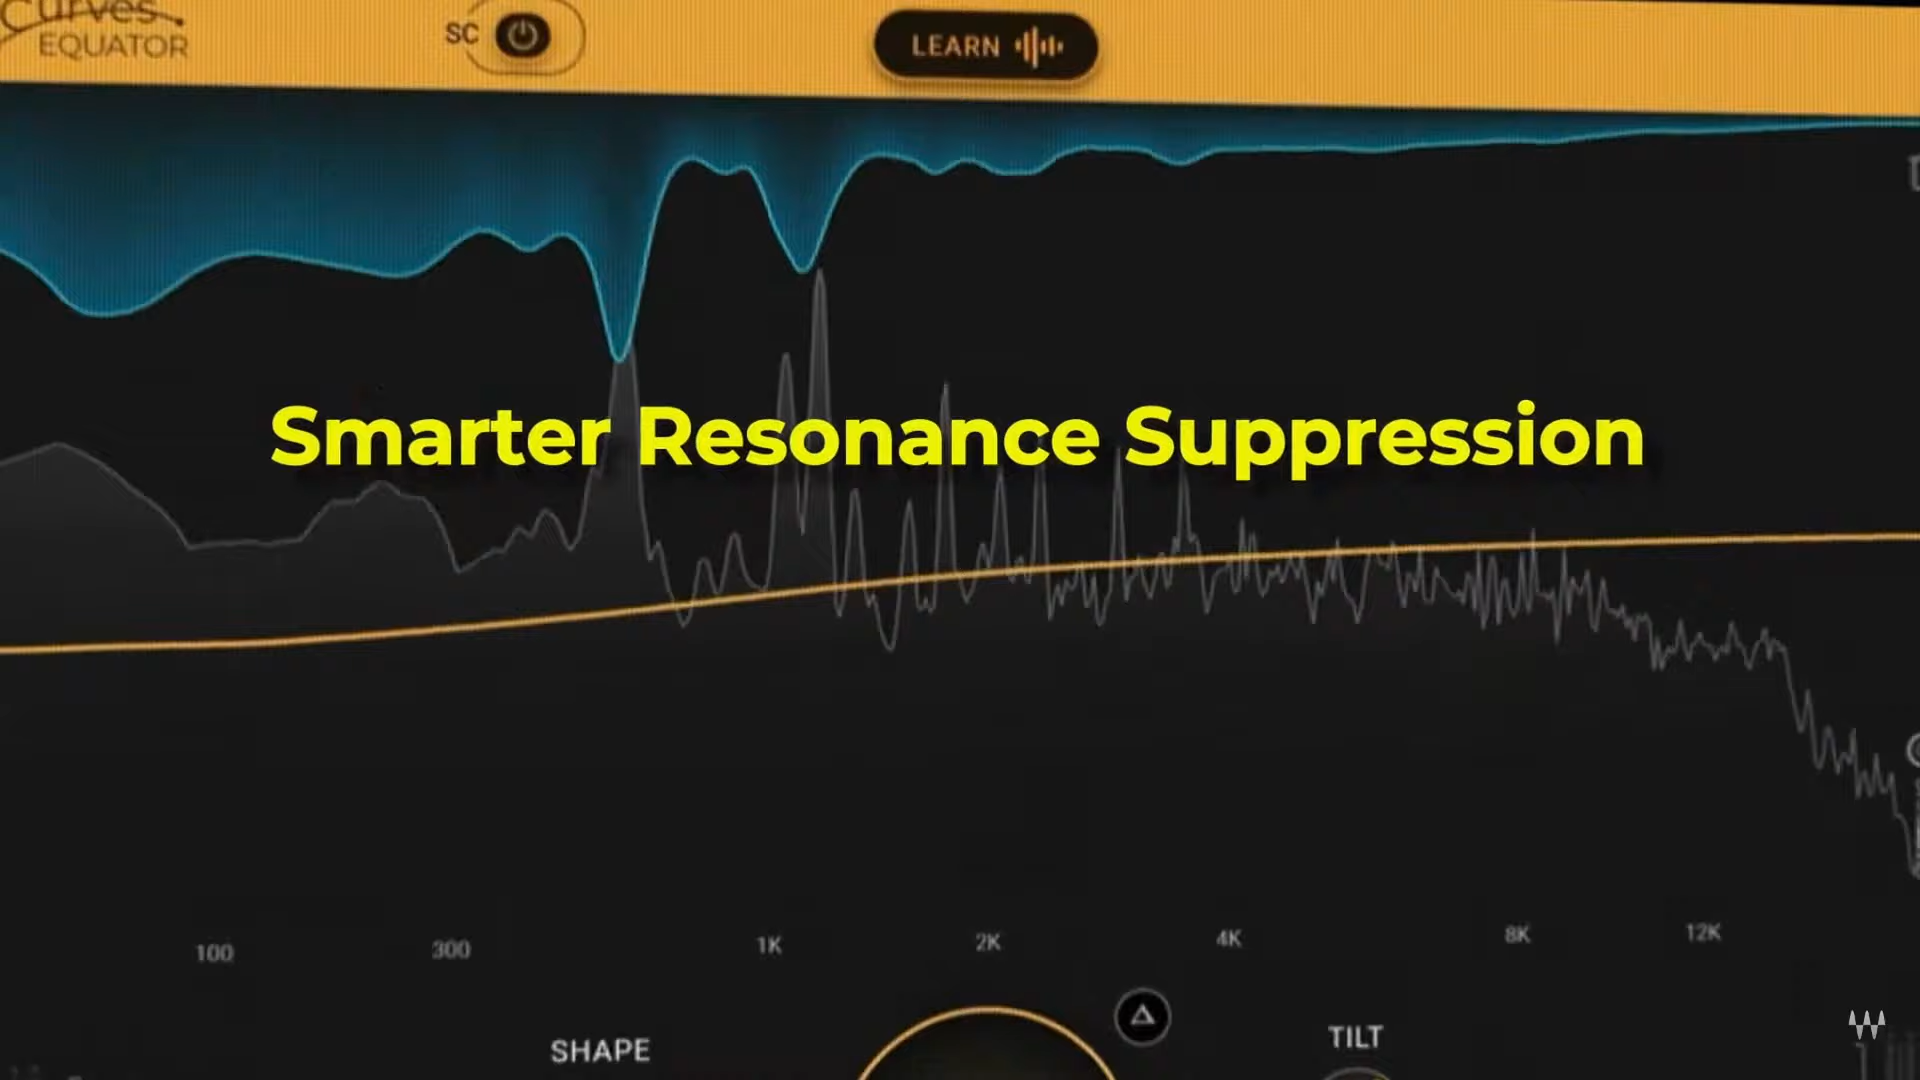 Curves
EQUATOR
SC
LEARN
Smarter Resonance Suppression
100
300
1K
2K
4K
8K
12K
SHAPE
TILT